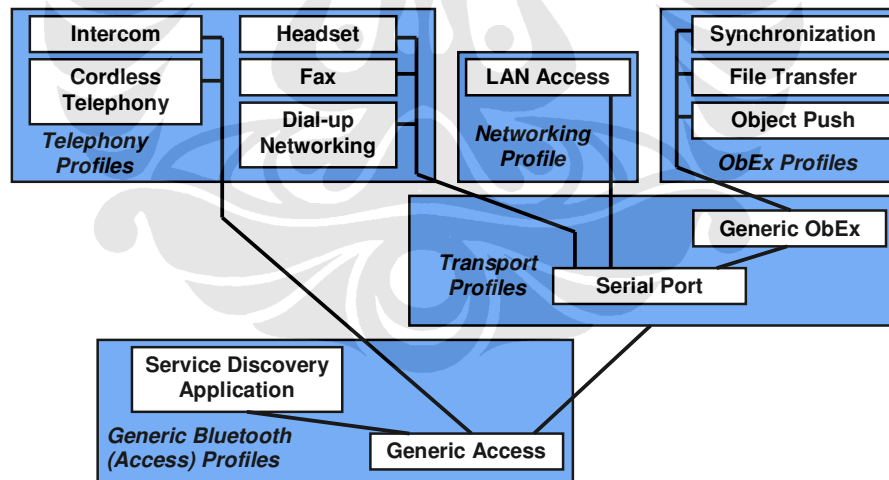 Intercom
Cordless
Telephony
Telephony
Profiles
Headset
Fax
Dial-up
Networking
LAN Access
Networking
Profile
Synchronization
File Transfer
Object Push
ObEx Profiles
Generic ObEx
Transport
Profiles
Serial Port
Service Discovery
Application
Generic Bluetooth
(Access) Profiles
Generic Access